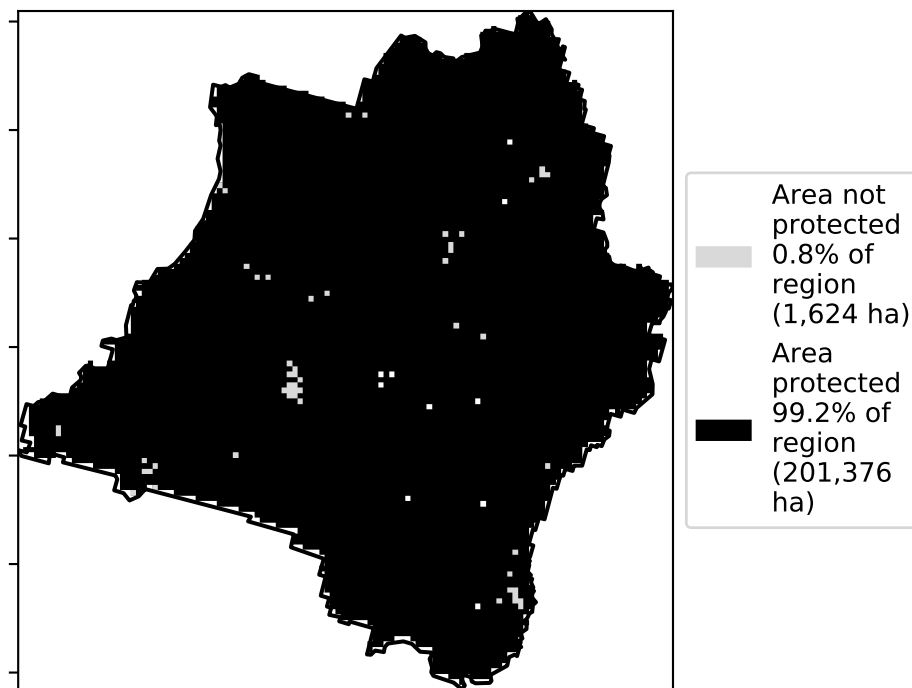 Area not
protected
0.8% of
region
(1,624 ha)
Area
protected
99.2% of
region
(201,376
ha)